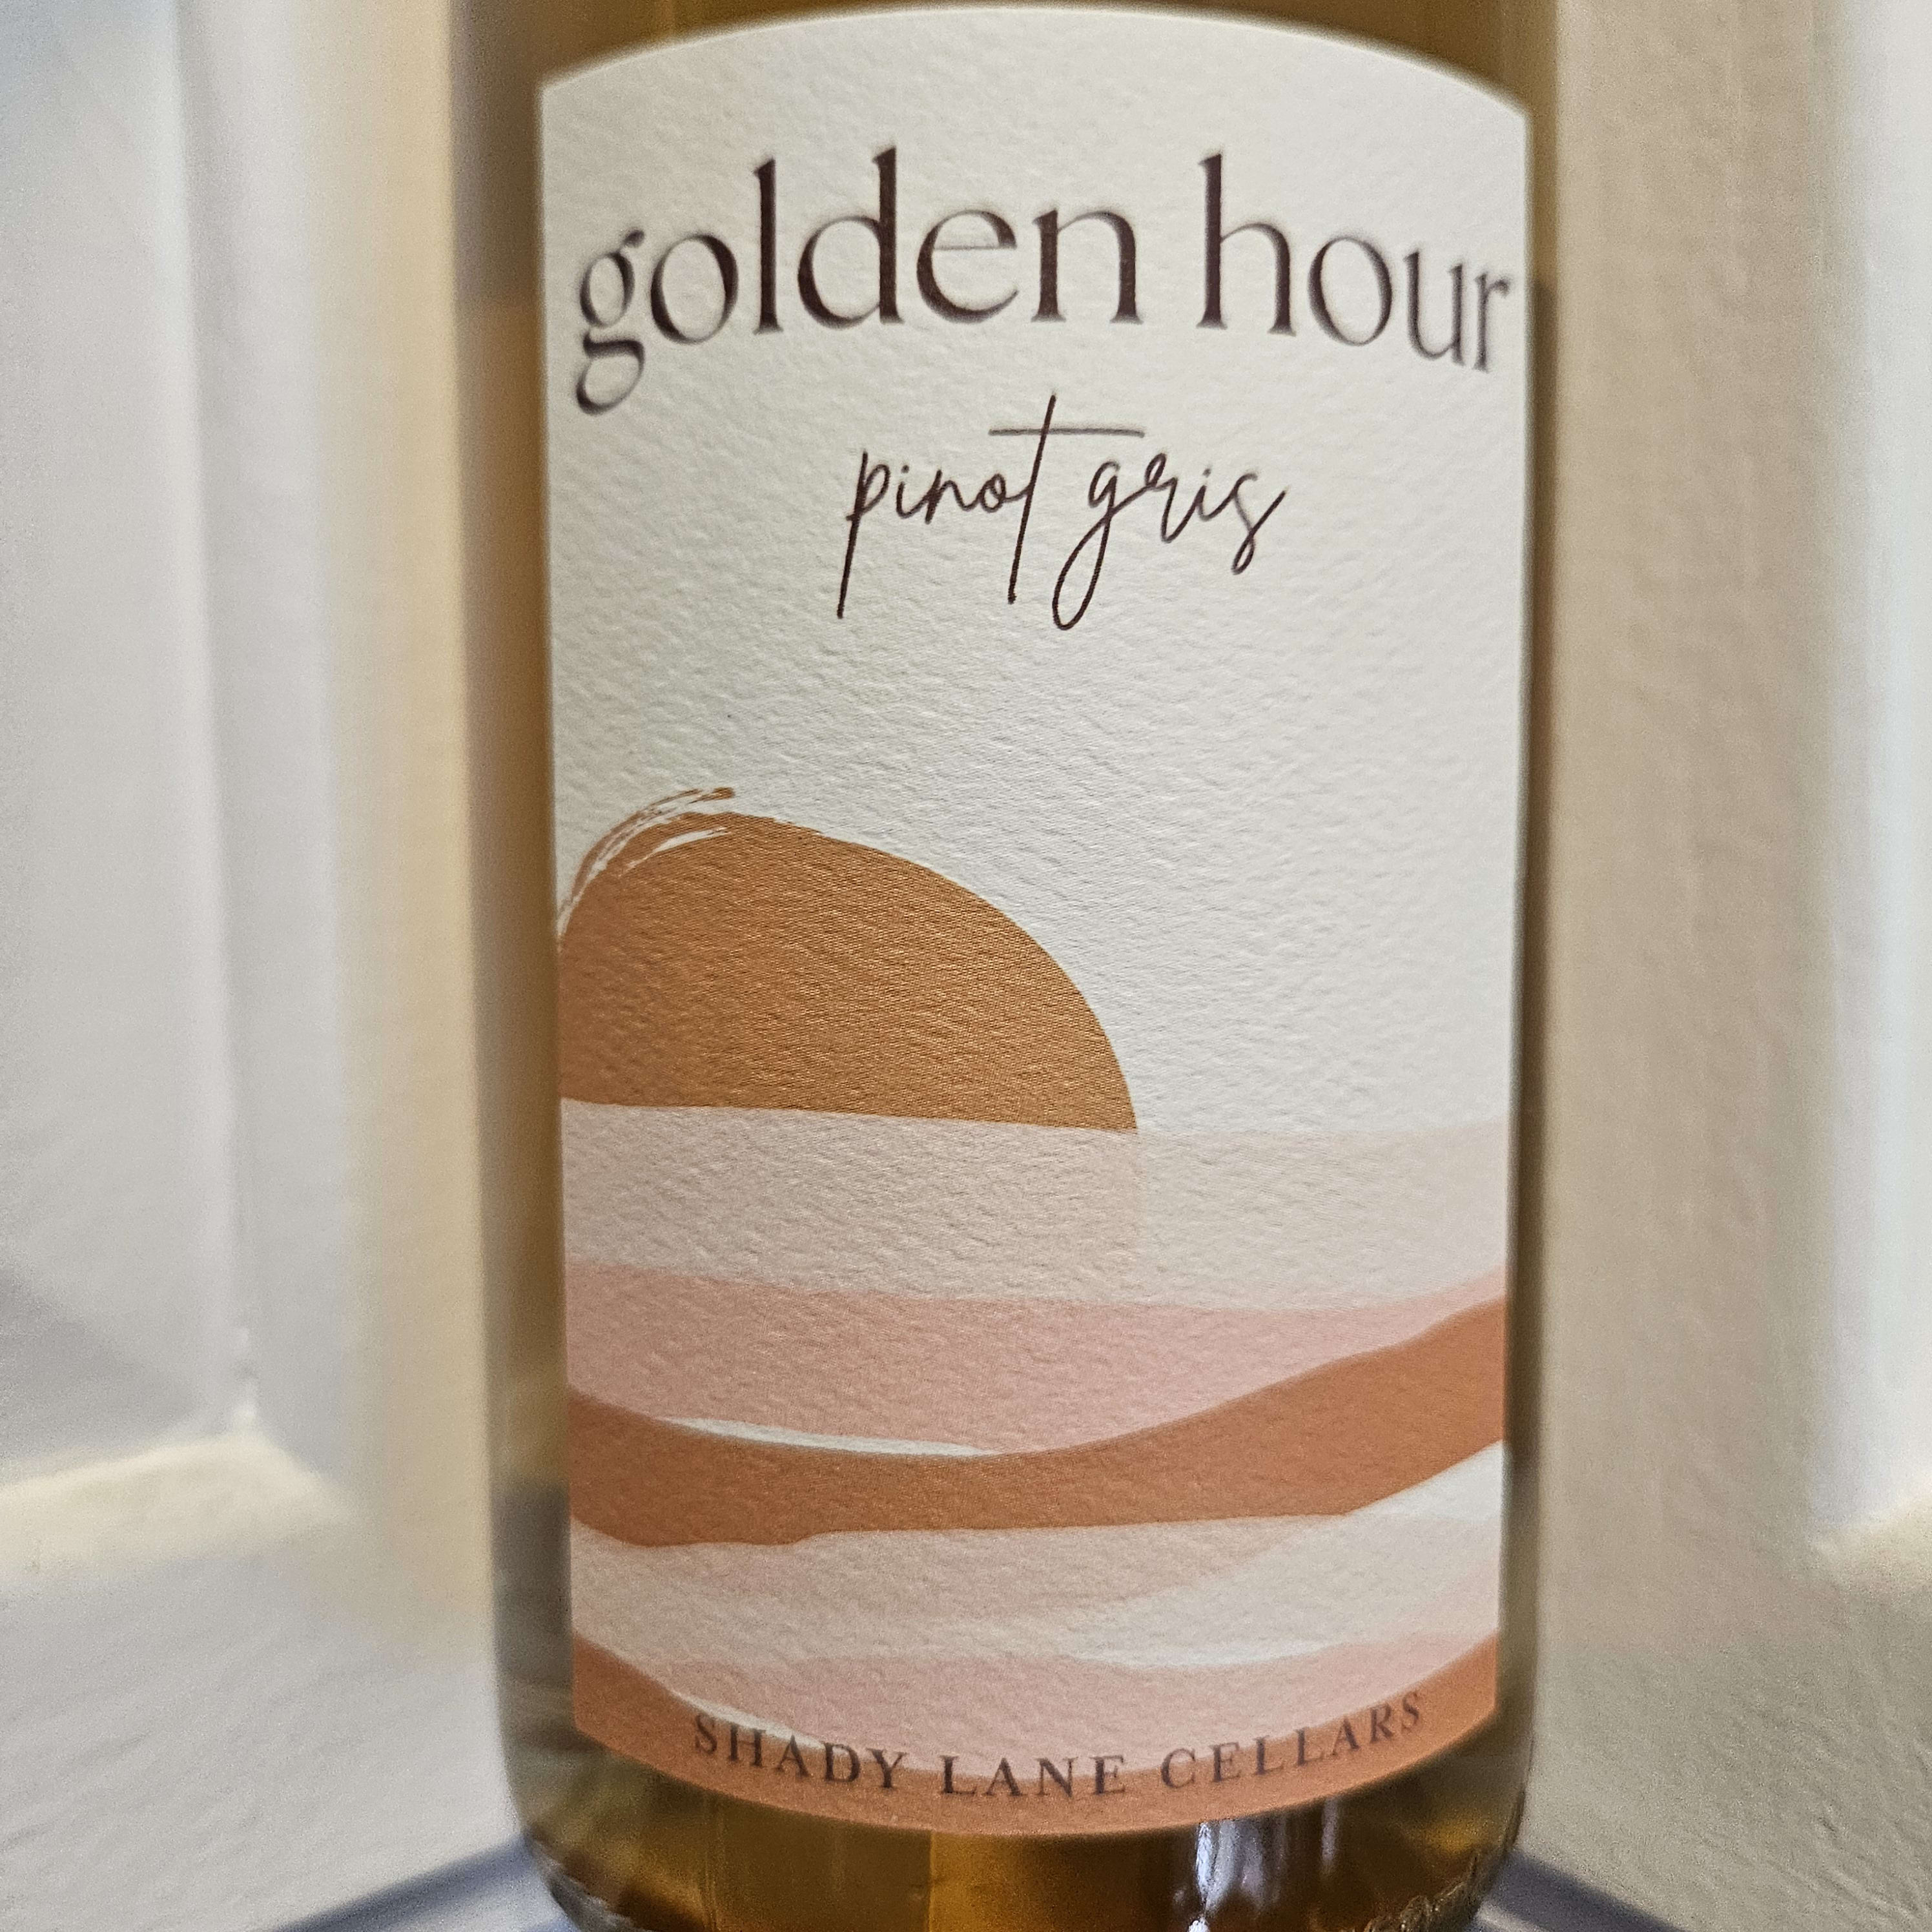 golden hour
pinot gris
SHADY LANE CELLARS